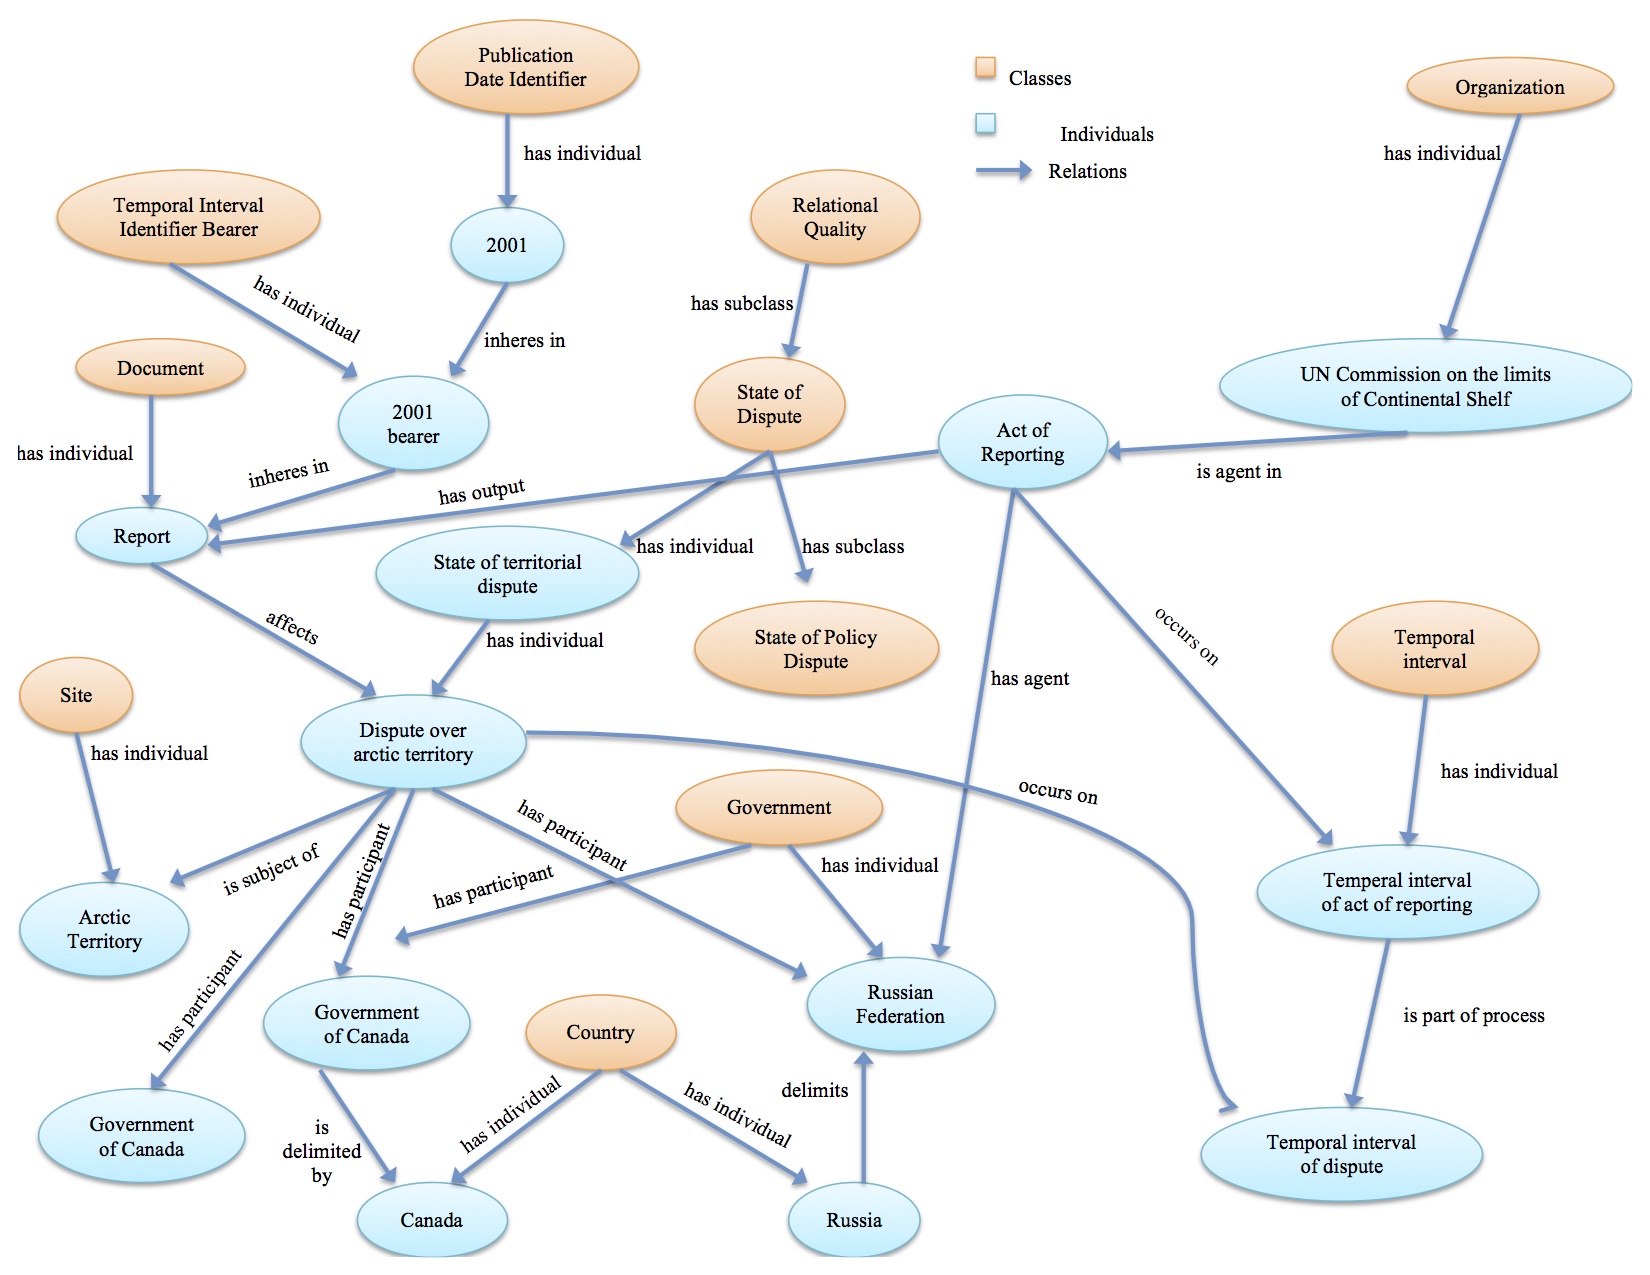 Publication
Date Identifier
Classes
Organization
Individuals
has individual
has individual
Relations
Temporal Interval
Identifier Bearer
Relational
Quality
2001
has individual
has subclass
inheres in
Document
UN Commission on the limits
of Continental Shelf
State of
Dispute
2001
bearer
Act of
Reporting
has individual
inheres in
is agent in
has output
Report
has individual
has subclass
State of territorial
dispute
affects
has individual
State of Policy
Dispute
occurs on
Temporal
interval
has agent
Site
has individual
Dispute over
arctic territory
has individual
occurs on
Government
has participant
is subject of
has participant
has participant
has individual
Temperal interval
of act of reporting
Arctic
Territory
has participant
Russian
Federation
Government
of Canada
Country
is part of process
delimits
has individual
has individual
Government
of Canada
is
delimited
by
Temporal interval
of dispute
Canada
Russia